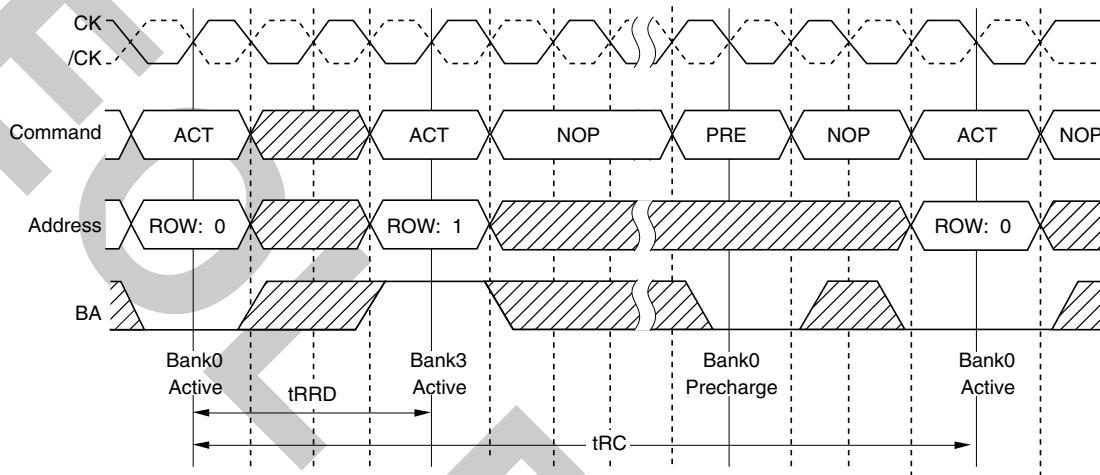 CK
/CK
Command ACT ACT NOP PRE NOP ACT NOP
Address ROW: 0 ROW: 1 ROW: 0
BA
Bank0 Bank3 Bank0 Bank0
Active Active Precharge Active
tRRD
tRC